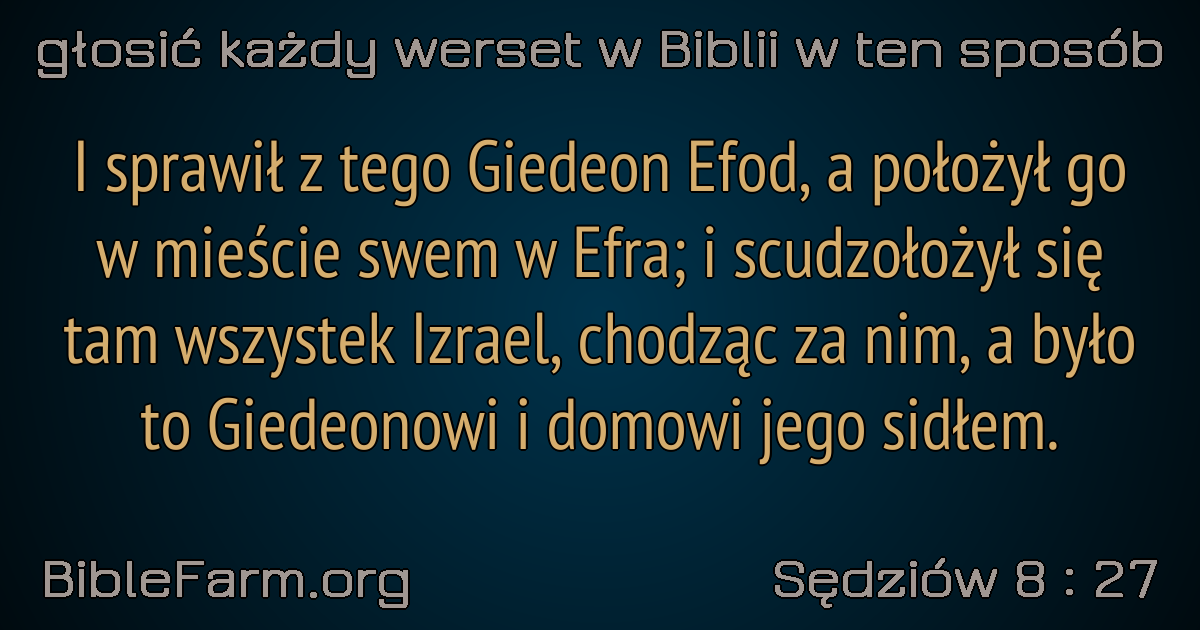 głosić każdy werset w Biblii w ten sposób
I sprawił z tego Giedeon Efod, a położył go
w mieście swem w Efra; i scudzołożył się
tam wszystek Izrael, chodząc za nim, a było
to Giedeonowi i domowi jego sidłem.
BibleFarm.org
Sędziów 8 : 27